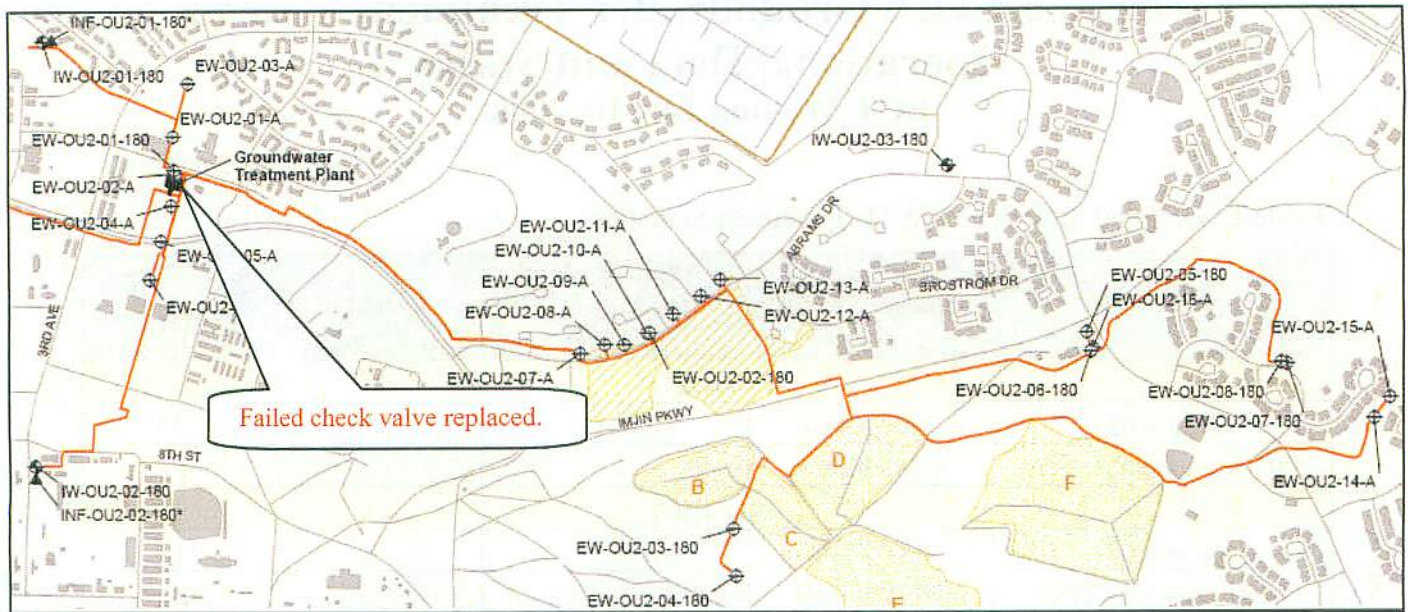 INF-OU2-01-180*
IW-OU2-01-180
EW-OU2-03-A
EW-OU2-01-A
EW-OU2-01-180
Groundwater
Treatment Plant
EW-OU2-02-A
EW-OU2-04-A
05-A
EW-OU2-
3RD AVE
Failed check valve replaced.
8TH ST
IW-OU2-02-180
INF-OU2-02-180*
IW-OU2-03-180
ABRAMS DR
BROSTROM DR
EW-OU2-11-A
EW-OU2-10-A
EW-OU2-09-A
EW-OU2-08-A
EW-OU2-07-A
EW-OU2-13-A
EW-OU2-12-A
EW-OU2-02-180
IMJIN PKWY
EW-OU2-05-180
EW-OU2-16-A
EW-OU2-06-180
EW-OU2-15-A
EW-OU2-08-180
EW-OU2-07-180
EW-OU2-14-A
B
D
F
C
EW-OU2-03-180
EW-OU2-04-180